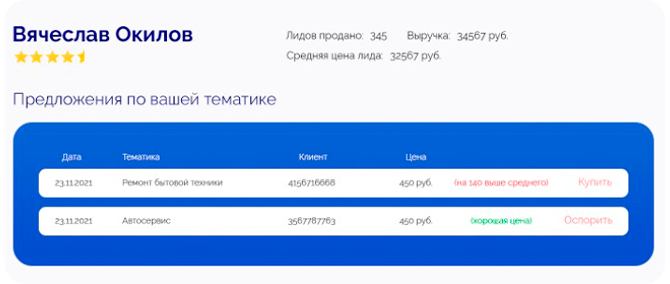 Вячеслав Окилов
Лидов продано: 345 Выручка: 34567 руб.
Средняя цена лида: 32567 руб.
Предложения по вашей тематике
Дата Тематика Клиент Цена
23.11.2021 Ремонт бытовой техники 4156716668 450 руб. (на 140 выше среднего) Купить
23.11.2021 Автосервис 3567787763 450 руб. (хорошая цена) Оспорить